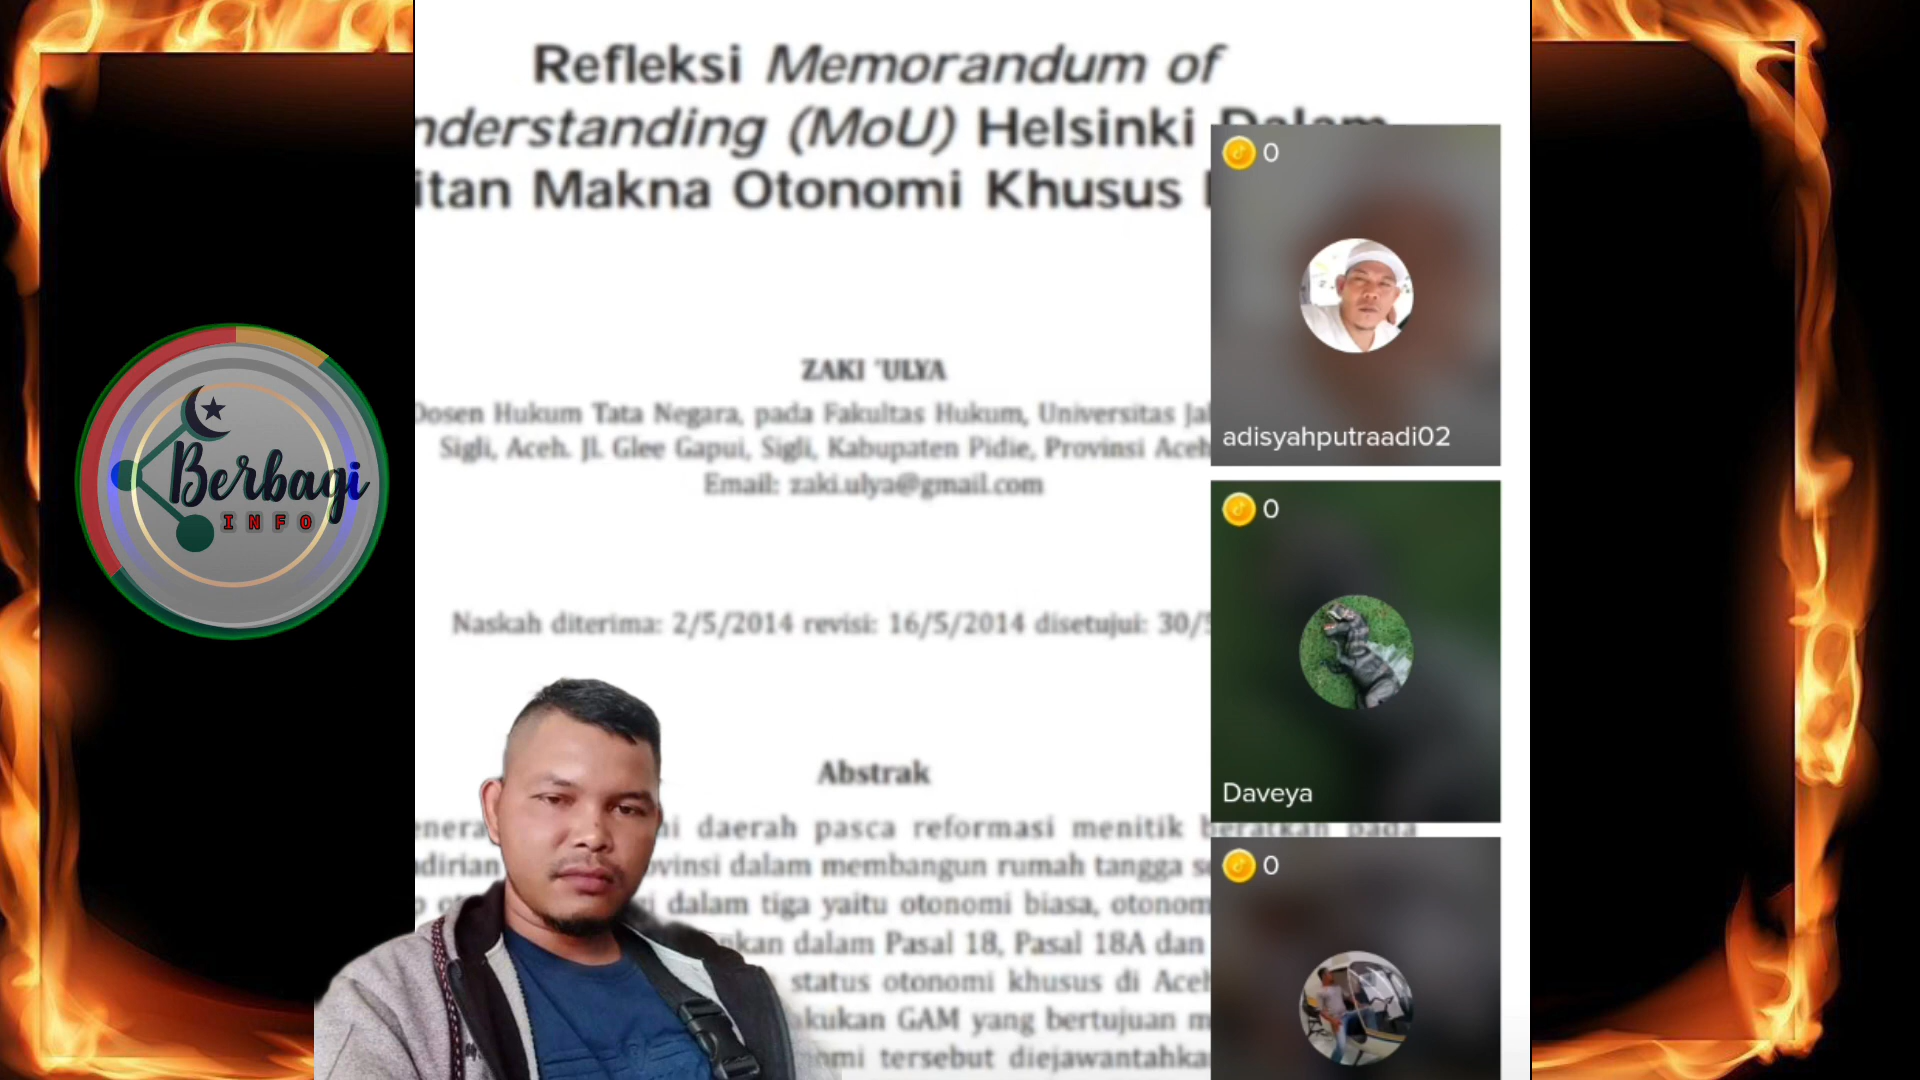 Refleksi Memorandum of
nderstanding (MoU) Helsinki Dalam
itan Makna Otonomi Khusus
ZAKI 'ULYA
Dosen Hukum Tata Negara, pada Fakultas Hukum, Universitas
Sigli, Aceh. Jl. Glee Gapui, Sigli, Kabupaten Pidie, Provinsi Aceh
Email: zaki.ulya@gmail.com
Naskah diterima: 2/5/2014 revisi: 16/5/2014 disetujui: 30/
Abstrak
daerah pasca reformasi menitik beratkan pada
dalam membangun rumah tangga
dalam tiga yaitu otonomi biasa,
dalam Pasal 18, Pasal 18A dan
status otonomi khusus di Aceh
GAM yang bertujuan
tersebut diejawantahkan
0
adisyahputraadi02
0
Daveya
0
Berbagi
INFO